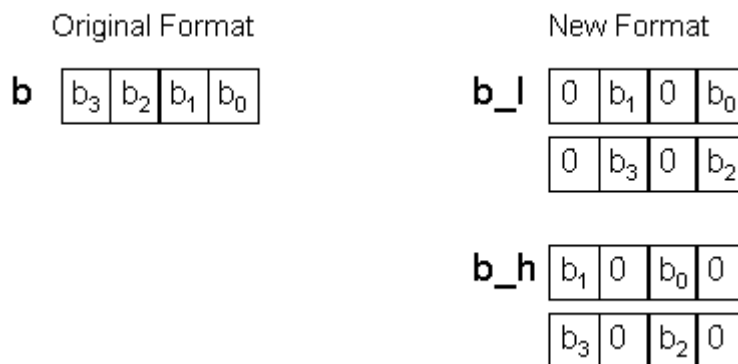 Original Format New Format
b b₃ b₂ b₁ b₀ b_l 0 b₁ 0 b₀
0 b₃ 0 b₂
b_h b₁ 0 b₀ 0
b₃ 0 b₂ 0